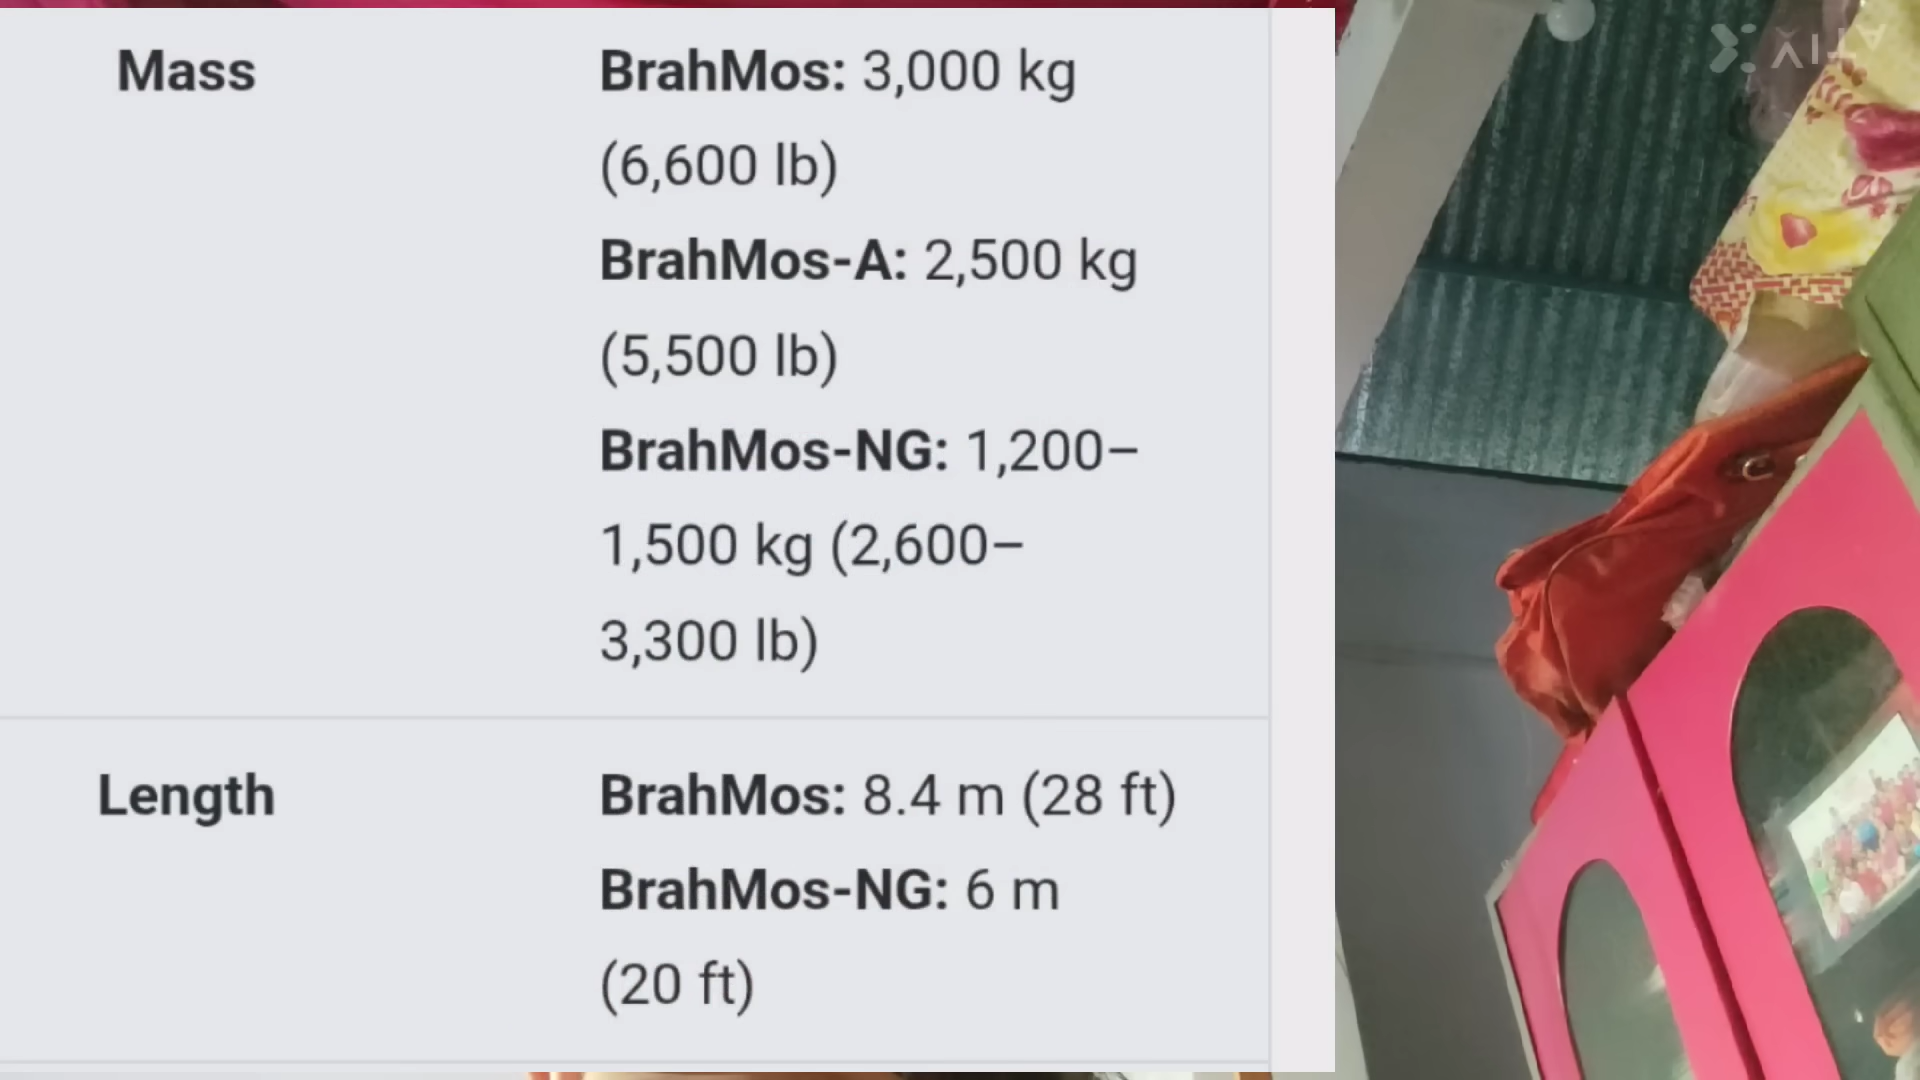 Mass
BrahMos: 3,000 kg
(6,600 lb)
BrahMos-A: 2,500 kg
(5,500 lb)
BrahMos-NG: 1,200–
1,500 kg (2,600–
3,300 lb)
Length
BrahMos: 8.4 m (28 ft)
BrahMos-NG: 6 m
(20 ft)